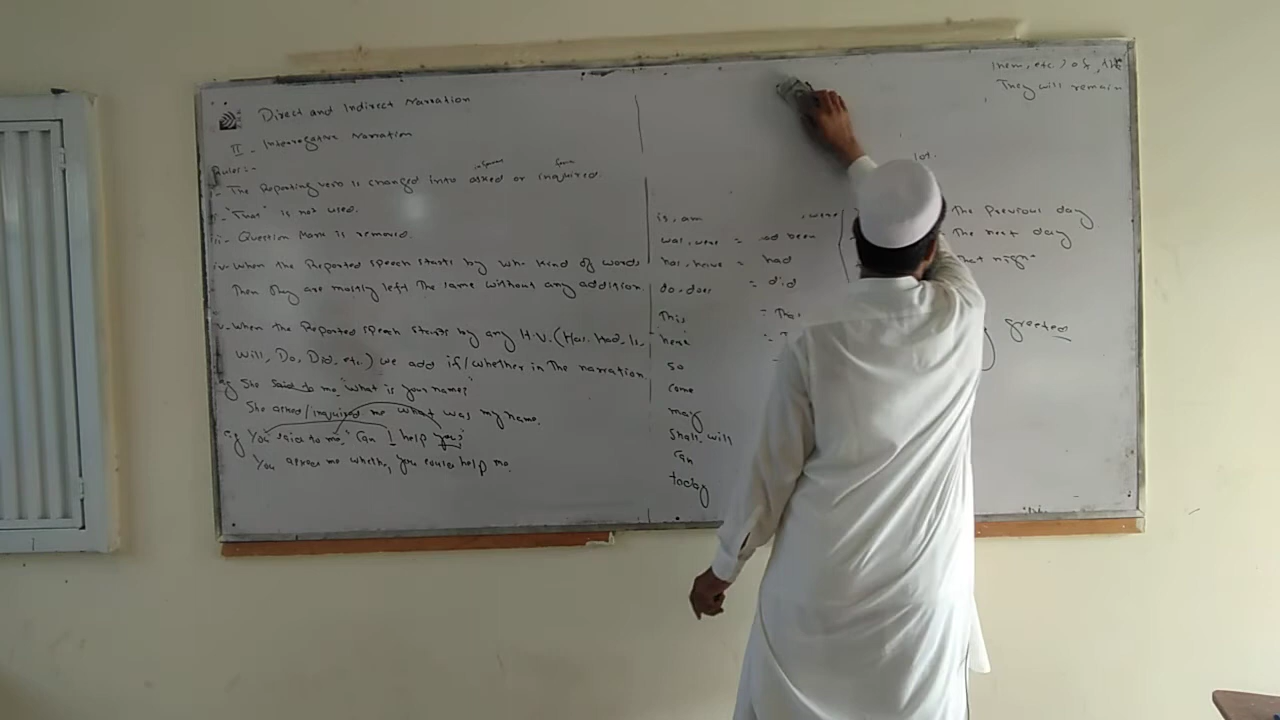 Direct and Indirect Narration
II - Interrogative Narration
Rules:-
i- The Reporting verb is changed into asked or inquired.
ii- "That" is not used.
iii- Question Mark is removed.
iv- When the Reported speech starts by wh- kind of words
Then they are mostly left the same without any addition.
v- When the Reported speech starts by any H.V. (Has, Had, Is,
Will, Do, Did, etc.) we add if/whether in the narration.
e.g She said to me, "What is your name?"
She asked/inquired me what was my name.
e.g You said to me, "Can I help you?"
You asked me whether, you could help me.
is, am , were
was, were = been
has, have = had
do, does = did
This =
here =
so
come
may
Shall, will
Can
today
etc.) of, the
They will remain
lot.
The previous day
The next day
greeted